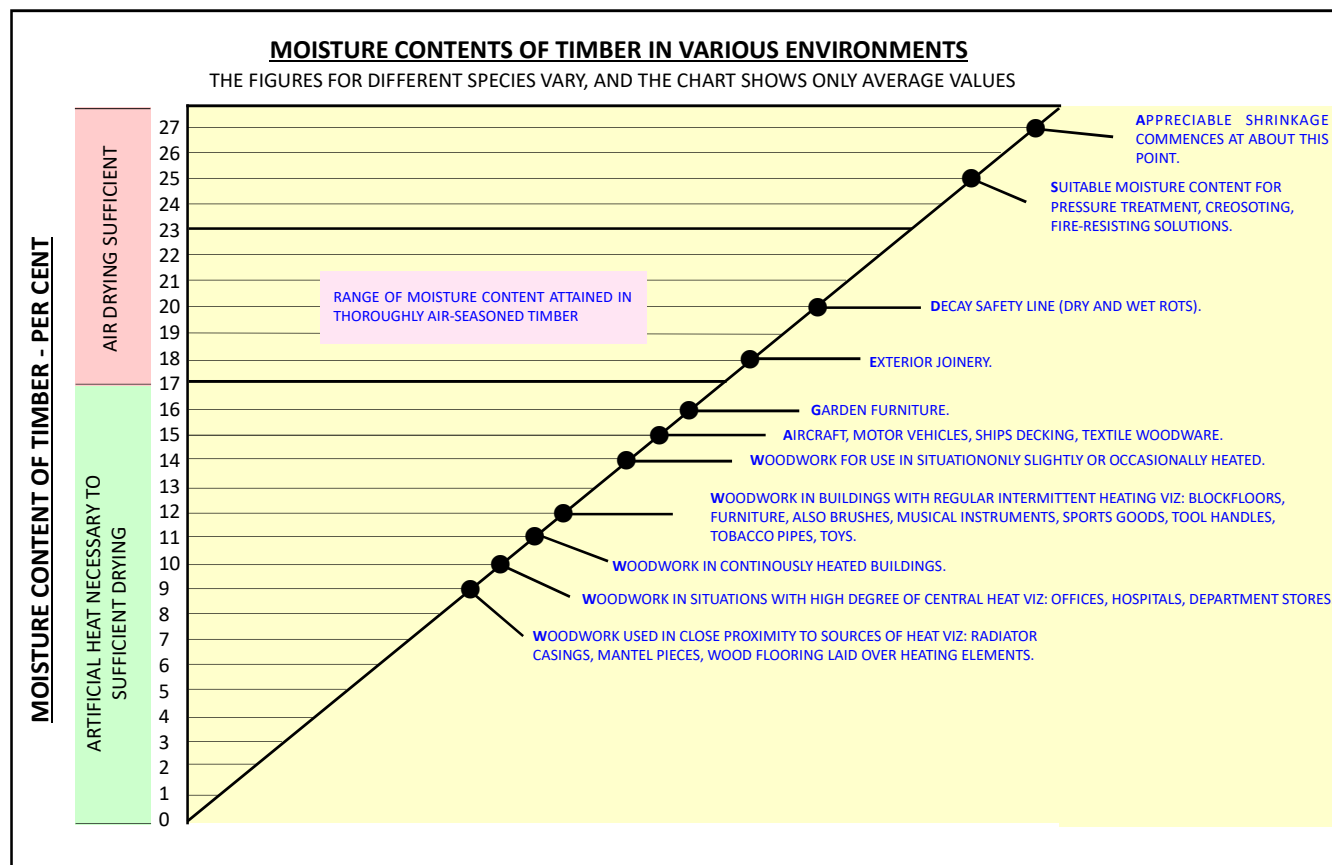 MOISTURE CONTENTS OF TIMBER IN VARIOUS ENVIRONMENTS
THE FIGURES FOR DIFFERENT SPECIES VARY, AND THE CHART SHOWS ONLY AVERAGE VALUES
MOISTURE CONTENT OF TIMBER - PER CENT
AIR DRYING SUFFICIENT
ARTIFICIAL HEAT NECESSARY TO
SUFFICIENT DRYING
27
26
25
24
23
22
21
20
19
18
17
16
15
14
13
12
11
10
9
8
7
6
5
4
3
2
1
0
RANGE OF MOISTURE CONTENT ATTAINED IN
THOROUGHLY AIR-SEASONED TIMBER
APPRECIABLE SHRINKAGE
COMMENCES AT ABOUT THIS
POINT.
SUITABLE MOISTURE CONTENT FOR
PRESSURE TREATMENT, CREOSOTING,
FIRE-RESISTING SOLUTIONS.
DECAY SAFETY LINE (DRY AND WET ROTS).
EXTERIOR JOINERY.
GARDEN FURNITURE.
AIRCRAFT, MOTOR VEHICLES, SHIPS DECKING, TEXTILE WOODWARE.
WOODWORK FOR USE IN SITUATIONONLY SLIGHTLY OR OCCASIONALLY HEATED.
WOODWORK IN BUILDINGS WITH REGULAR INTERMITTENT HEATING VIZ: BLOCKFLOORS,
FURNITURE, ALSO BRUSHES, MUSICAL INSTRUMENTS, SPORTS GOODS, TOOL HANDLES,
TOBACCO PIPES, TOYS.
WOODWORK IN CONTINOUSLY HEATED BUILDINGS.
WOODWORK IN SITUATIONS WITH HIGH DEGREE OF CENTRAL HEAT VIZ: OFFICES, HOSPITALS, DEPARTMENT STORES
WOODWORK USED IN CLOSE PROXIMITY TO SOURCES OF HEAT VIZ: RADIATOR
CASINGS, MANTEL PIECES, WOOD FLOORING LAID OVER HEATING ELEMENTS.